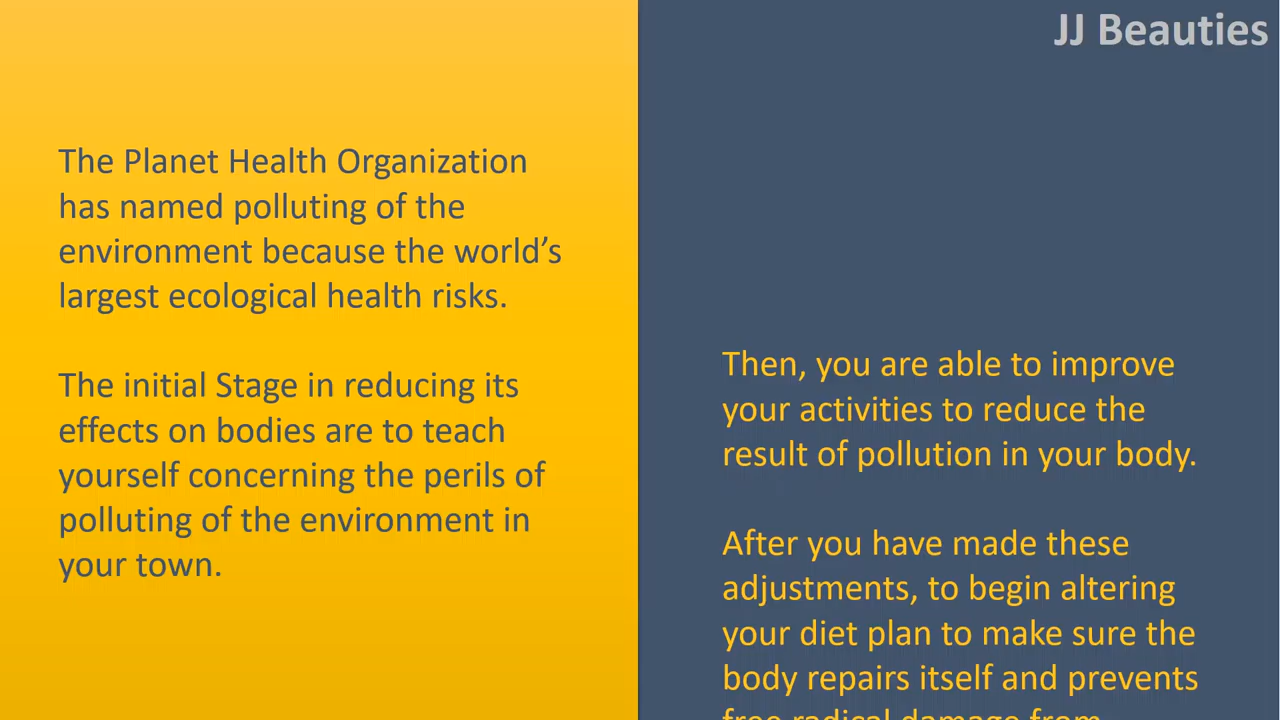 JJ Beauties
The Planet Health Organization
has named polluting of the
environment because the world’s
largest ecological health risks.
The initial Stage in reducing its
effects on bodies are to teach
yourself concerning the perils of
polluting of the environment in
your town.
Then, you are able to improve
your activities to reduce the
result of pollution in your body.
After you have made these
adjustments, to begin altering
your diet plan to make sure the
body repairs itself and prevents
free radical damage from